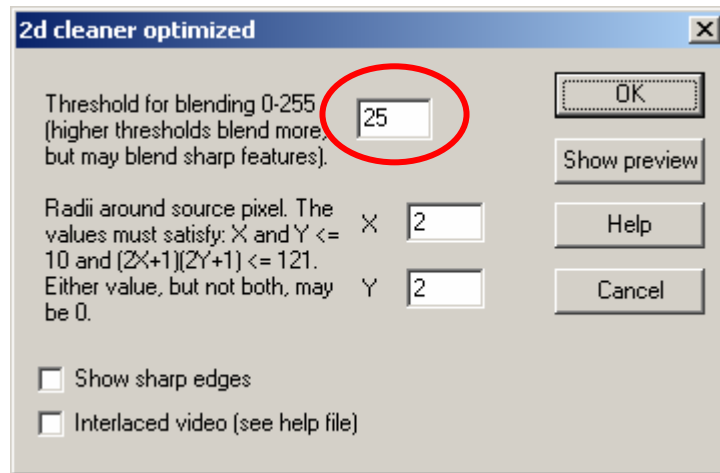 2d cleaner optimized
Threshold for blending 0-255
(higher thresholds blend more,
but may blend sharp features).
25
OK
Show preview
Radii around source pixel. The
values must satisfy: X and Y <=
10 and (2X+1)(2Y+1) <= 121.
Either value, but not both, may
be 0.
X 2
Y 2
Help
Cancel
Show sharp edges
Interlaced video (see help file)